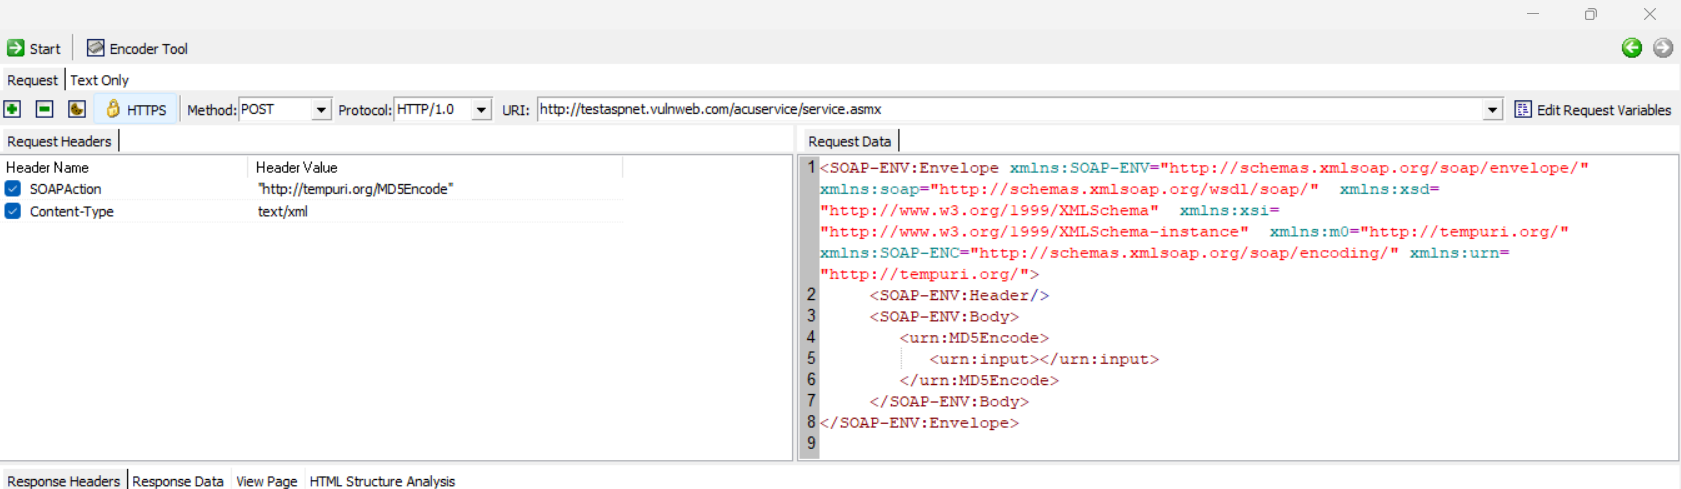 Start Encoder Tool
Request Text Only
HTTPS Method: POST Protocol: HTTP/1.0 URI: http://testaspnet.vulnweb.com/acuservice/service.asmx Edit Request Variables
Request Headers
Header Name Header Value
SOAPAction "http://tempuri.org/MD5Encode"
Content-Type text/xml
Request Data
1 <SOAP-ENV:Envelope xmlns:SOAP-ENV="http://schemas.xmlsoap.org/soap/envelope/"
xmlns:soap="http://schemas.xmlsoap.org/wsdl/soap/" xmlns:xsd=
"http://www.w3.org/1999/XMLSchema" xmlns:xsi=
"http://www.w3.org/1999/XMLSchema-instance" xmlns:m0="http://tempuri.org/"
xmlns:SOAP-ENC="http://schemas.xmlsoap.org/soap/encoding/" xmlns:urn=
"http://tempuri.org/">
2 <SOAP-ENV:Header/>
3 <SOAP-ENV:Body>
4 <urn:MD5Encode>
5 <urn:input></urn:input>
6 </urn:MD5Encode>
7 </SOAP-ENV:Body>
8 </SOAP-ENV:Envelope>
9
Response Headers Response Data View Page HTML Structure Analysis